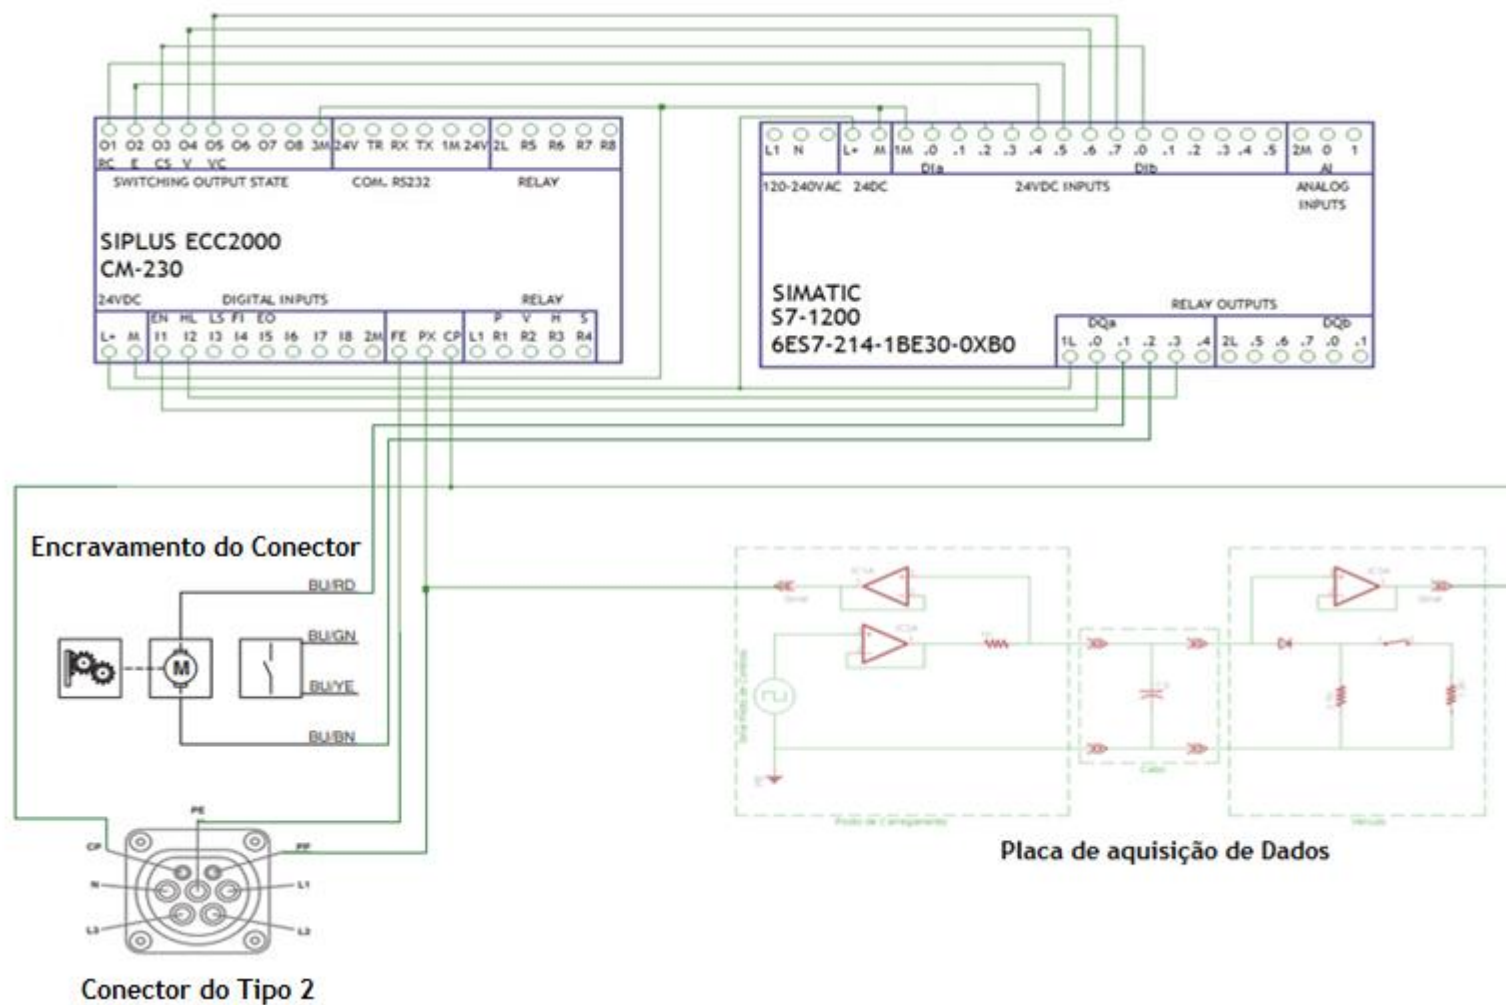 O1 O2 O3 O4 O5 O6 O7 O8 3M 24V TR RX TX 1M 24V 2L R5 R6 R7 R8
RC E CS V VC
SWITCHING OUTPUT STATE COM. RS232 RELAY
SIPLUS ECC2000
CM-230
24VDC DIGITAL INPUTS RELAY
EN HL LS FI EO P V H S
L+ M I1 I2 I3 I4 I5 I6 I7 I8 2M FE PX CP L1 R1 R2 R3 R4
L1 N L+ M 1M .0 .1 .2 .3 .4 .5 .6 .7 .0 .1 .2 .3 .4 .5 2M 0 1
DIa DIb AI
120-240VAC 24DC 24VDC INPUTS ANALOG
INPUTS
SIMATIC
S7-1200
6ES7-214-1BE30-0XB0
RELAY OUTPUTS
DQa DQb
1L .0 .1 .2 .3 .4 2L .5 .6 .7 .0 .1
Encravamento do Conector
BU/RD
BU/GN
M
BU/YE
BU/BN
PE
CP PP
N L1
L3 L2
Conector do Tipo 2
Cabo
Posto de Carregamento
Placa de aquisição de Dados